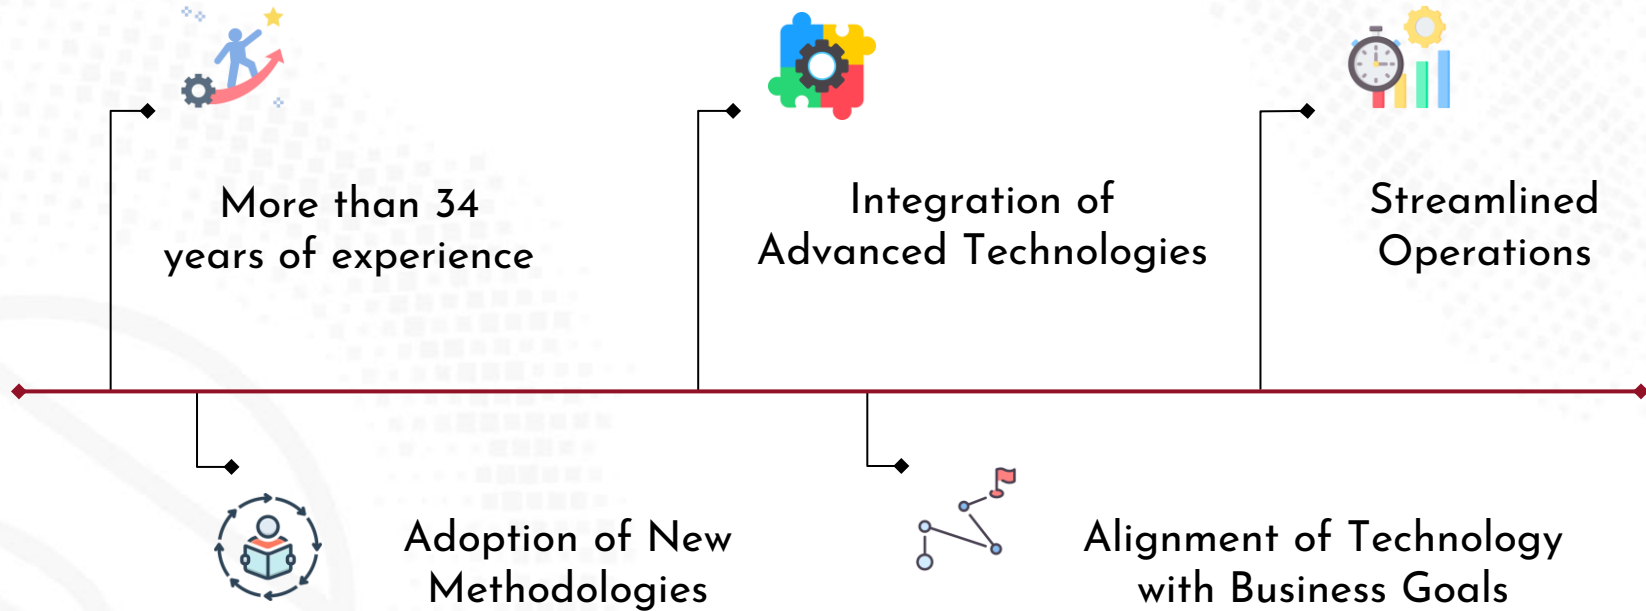 More than 34
years of experience
Integration of
Advanced Technologies
Streamlined
Operations
Adoption of New
Methodologies
Alignment of Technology
with Business Goals